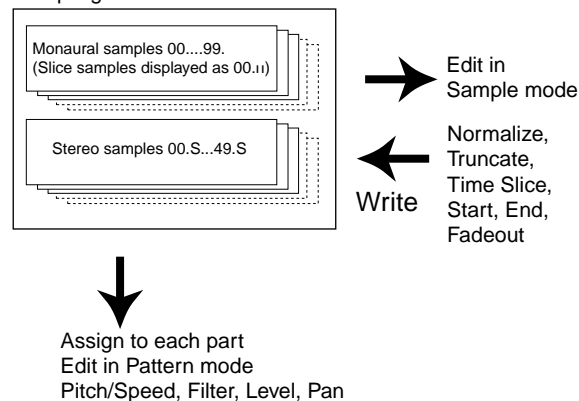 Monaural samples 00....99.
(Slice samples displayed as 00.ıı)
Stereo samples 00.S...49.S
Edit in
Sample mode
Normalize,
Truncate,
Time Slice,
Start, End,
Fadeout
Write
Assign to each part
Edit in Pattern mode
Pitch/Speed, Filter, Level, Pan